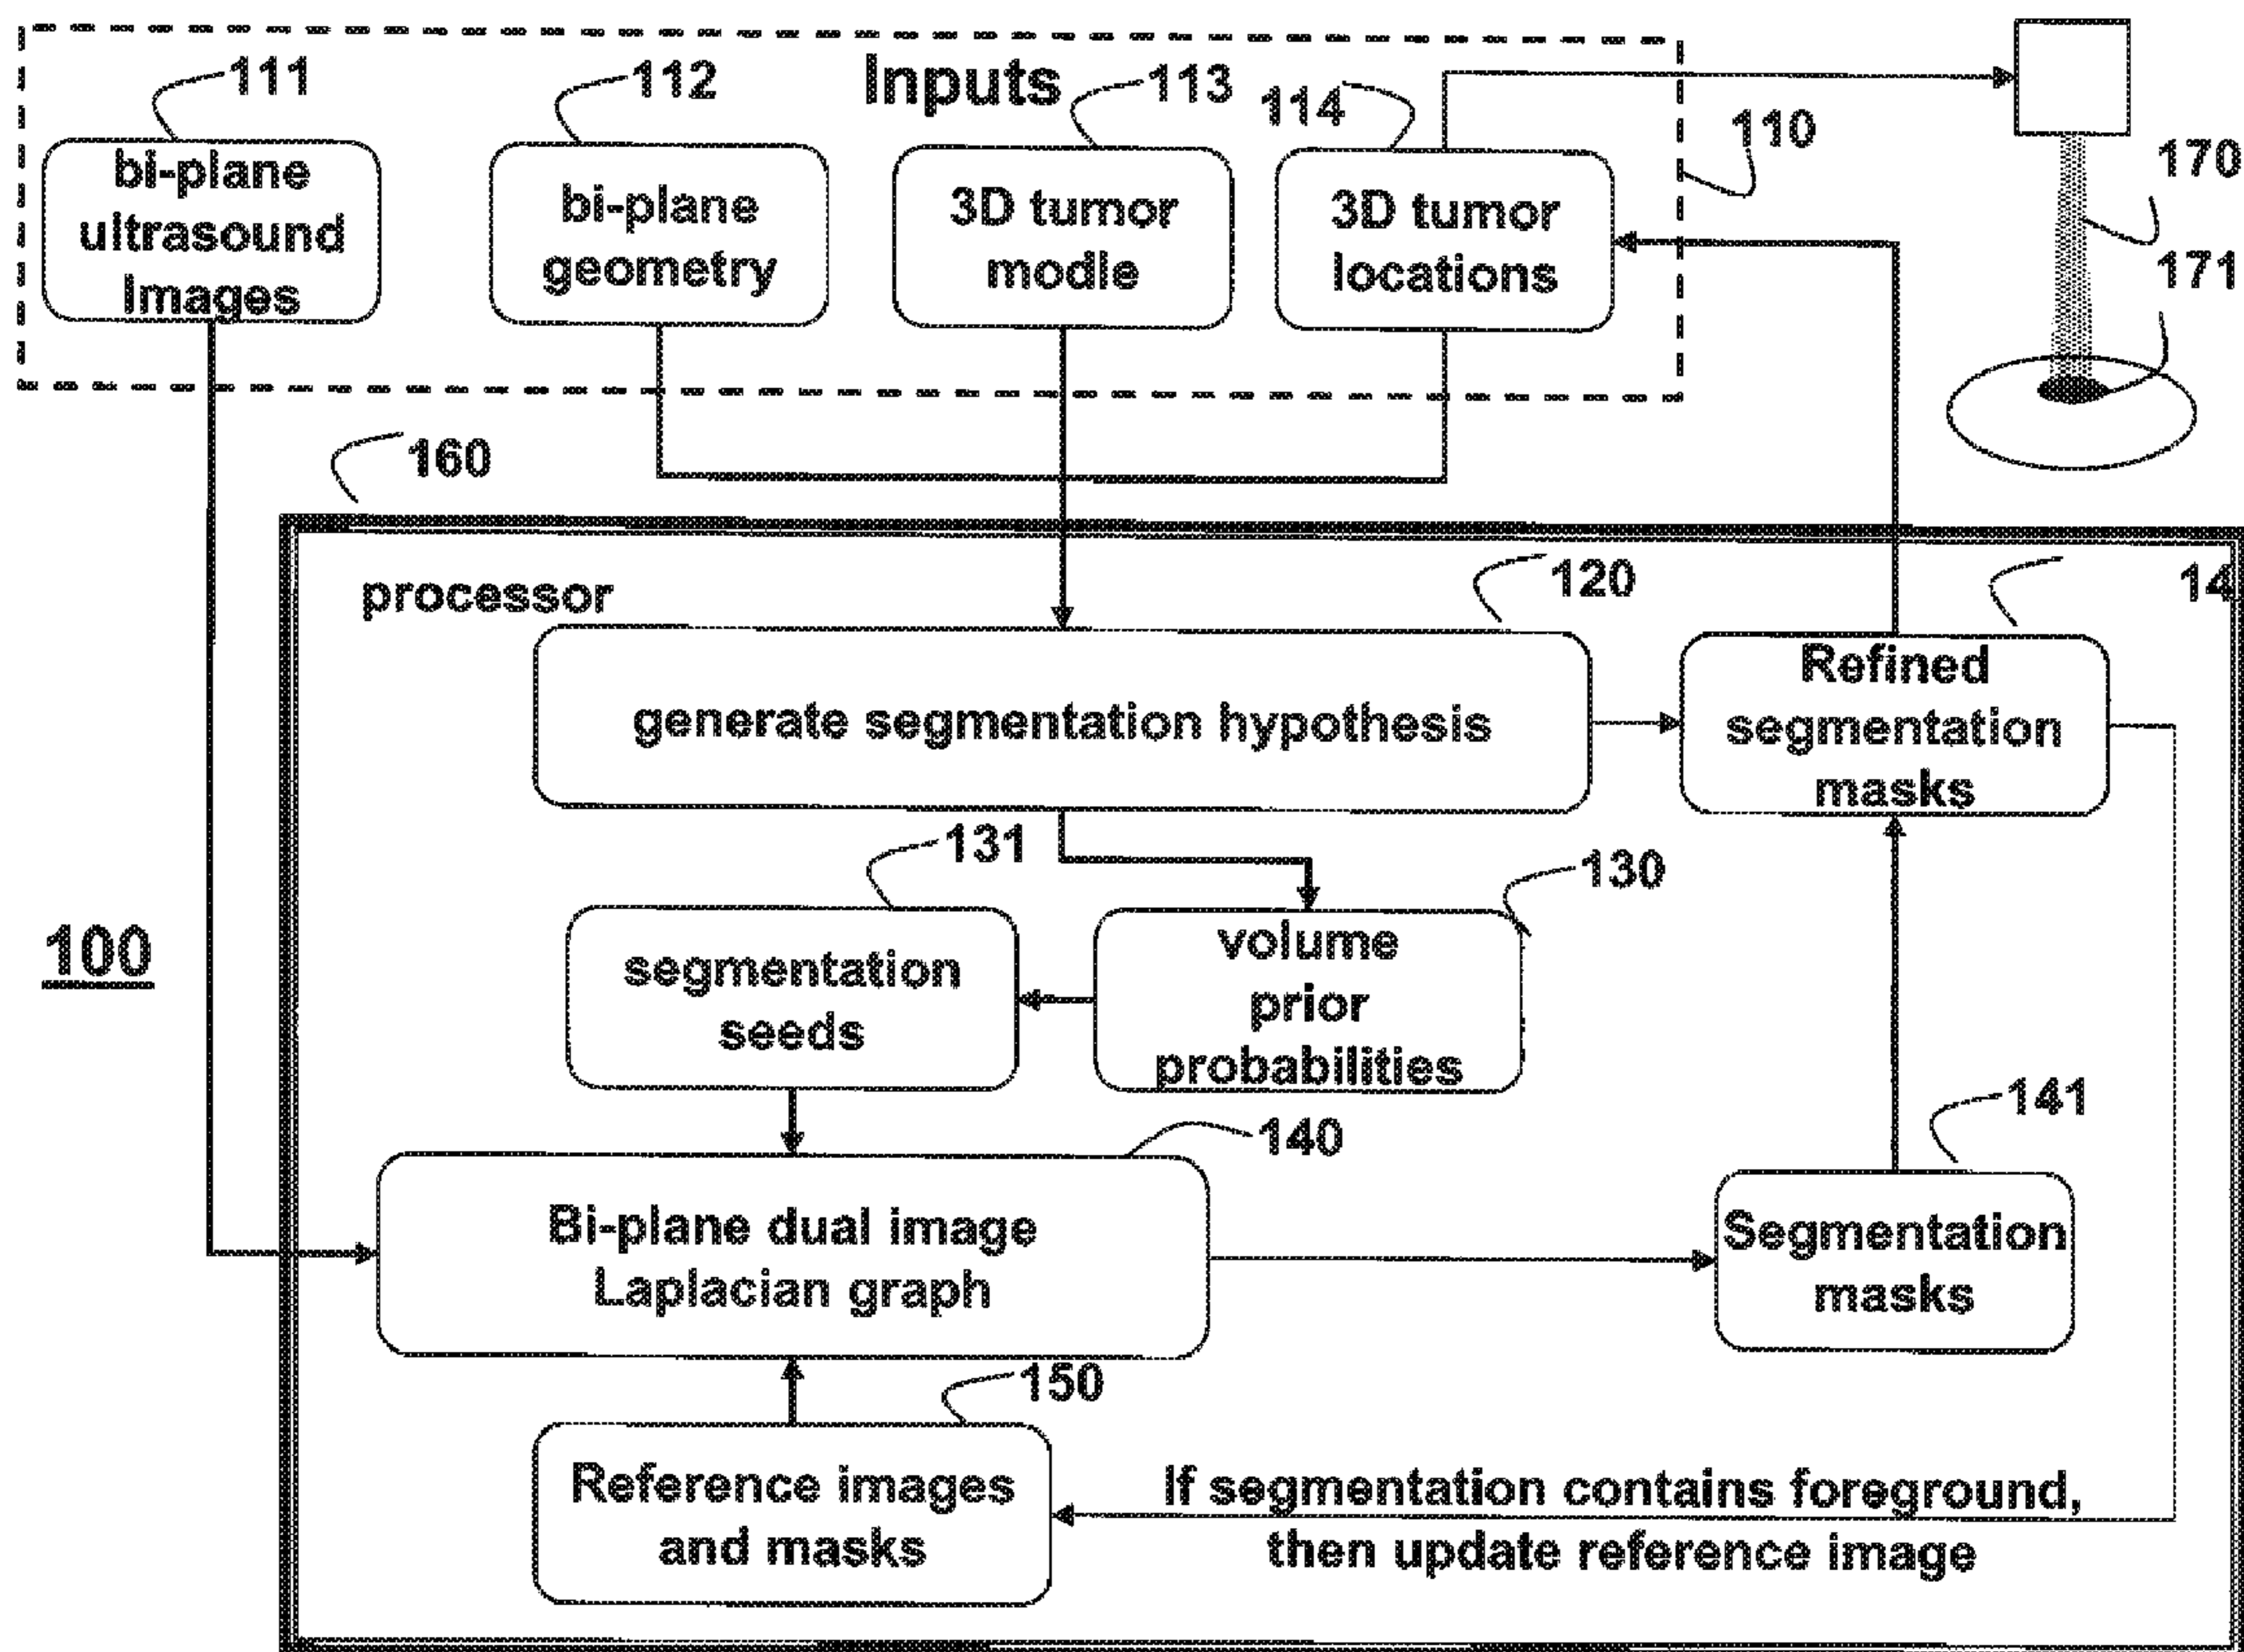 Inputs
111
112
113
114
110
bi-plane
ultrasound
Images
bi-plane
geometry
3D tumor
modle
3D tumor
locations
170
171
160
processor
120
14
generate segmentation hypothesis
Refined
segmentation
masks
131
130
segmentation
seeds
volume
prior
probabilities
100
140
141
Bi-plane dual image
Laplacian graph
Segmentation
masks
150
Reference images
and masks
If segmentation contains foreground,
then update reference image